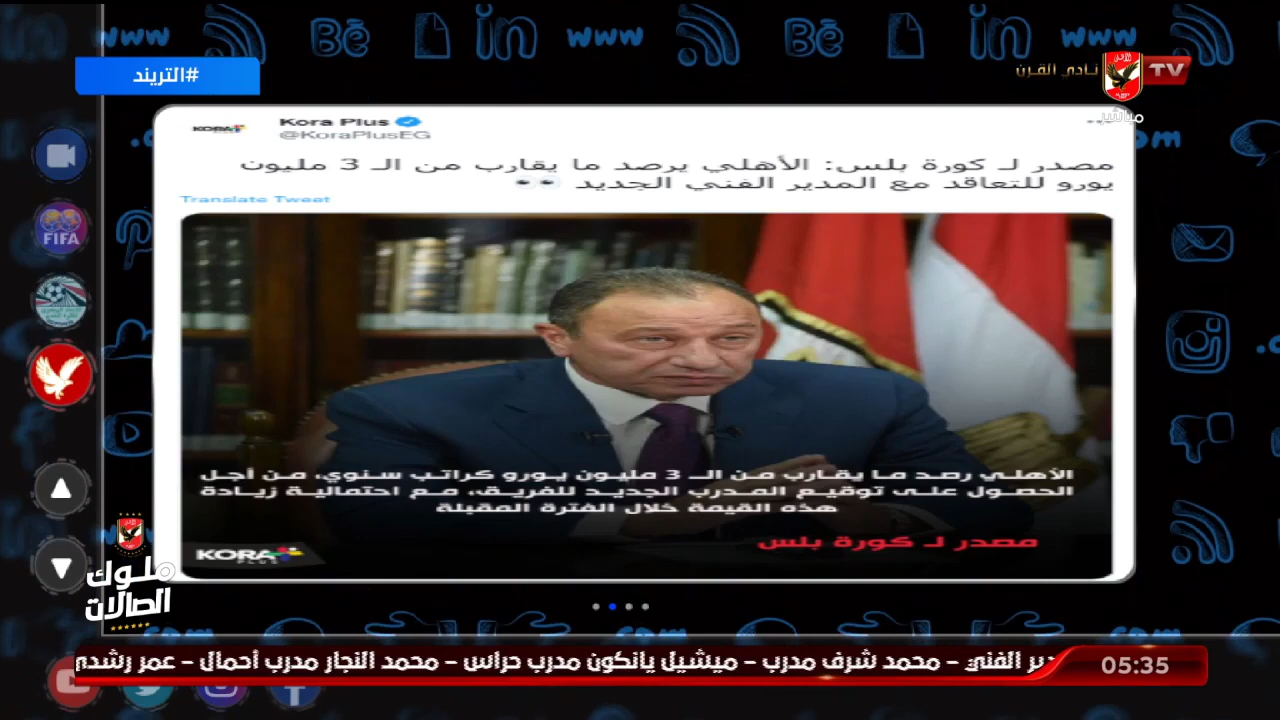 #التريند
نادي القرن
TV
مباشر
Kora Plus
@KoraPlusEG
مصدر لـ كورة بلس: الأهلي يرصد ما يقارب من الـ 3 مليون
يورو للتعاقد مع المدير الفني الجديد 👀
Translate Tweet
FIFA
الأهلي رصد ما يقارب من الـ 3 مليون يورو كراتب سنوي، من أجل
الحصول على توقيع المدرب الجديد للفريق،، مع احتمالية زيادة
هذه القيمة خلال الفترة المقبلة
مصدر لـ كورة بلس
KORA PLUS
ملوك
الصالات
الفني - محمد شرف مدرب - ميشيل يانكون مدرب حراس - محمد النجار مدرب أحمال - عمر رشدي
05:35